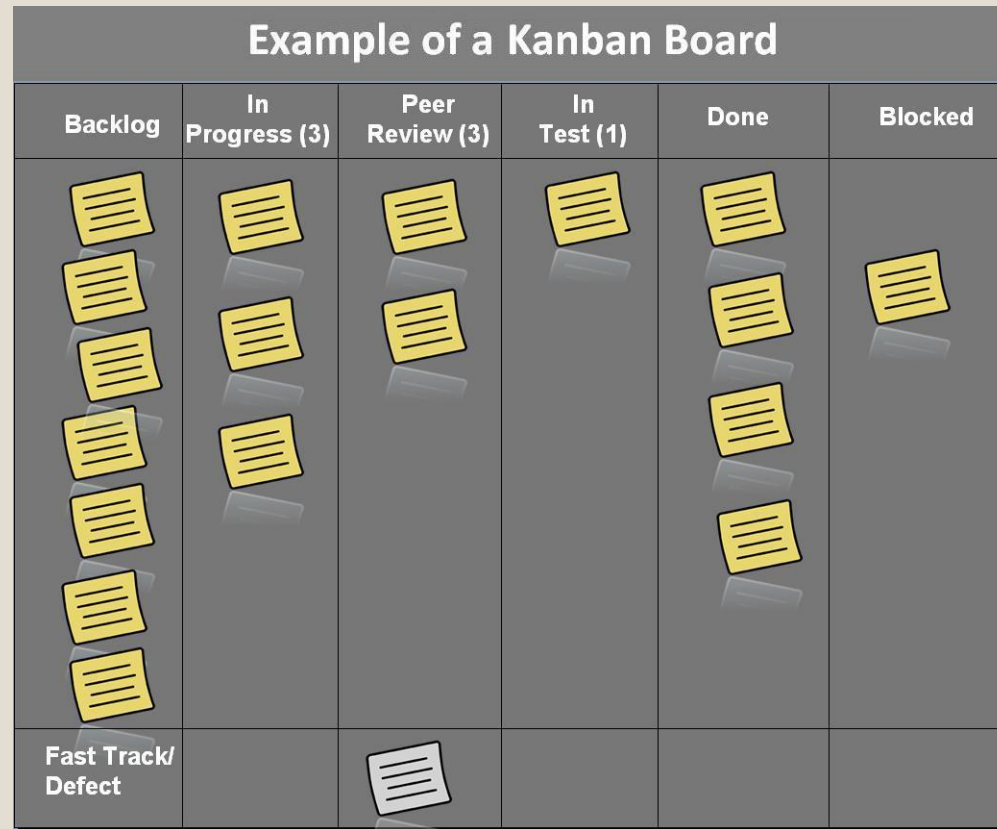 Example of a Kanban Board
Backlog
In
Progress (3)
Peer
Review (3)
In
Test (1)
Done
Blocked
Fast Track/
Defect